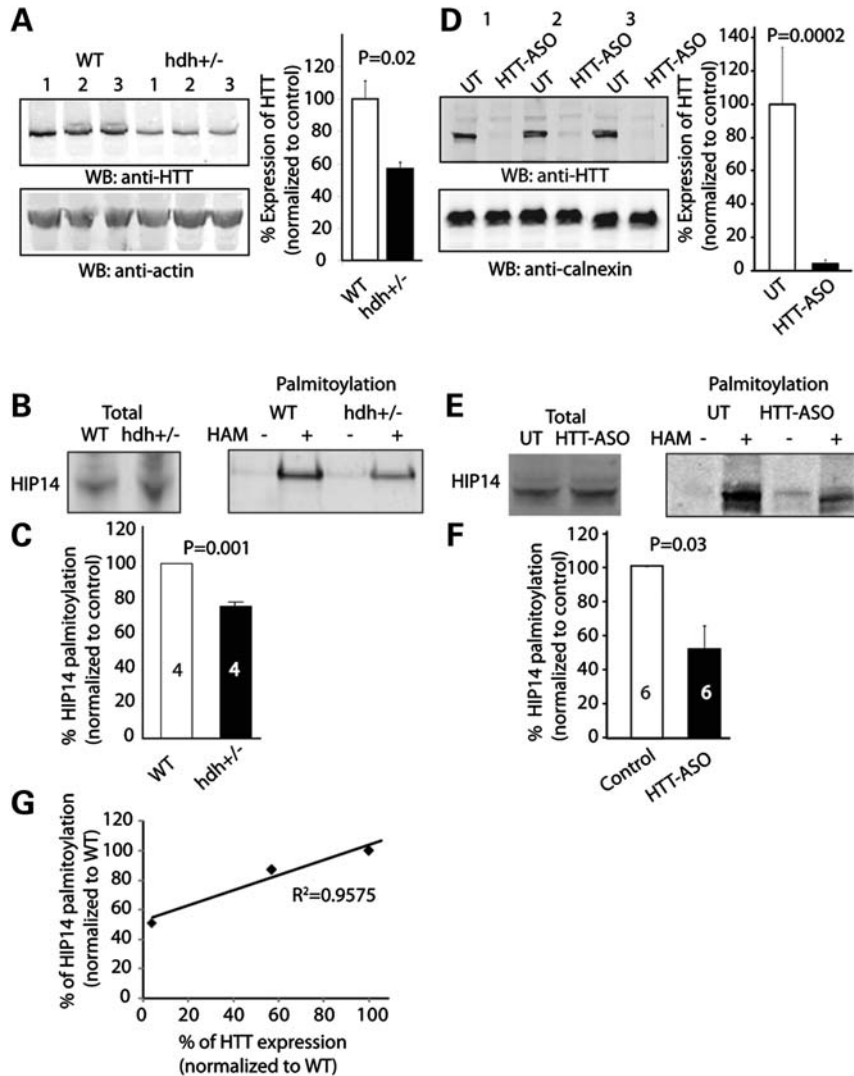 A
WT hdh+/-
1 2 3 1 2 3
WB: anti-HTT
WB: anti-actin
% Expression of HTT
(normalized to control)
120
100
80
60
40
20
0
P=0.02
WT
hdh+/-
D
1 2 3
UT HTT-ASO UT HTT-ASO UT HTT-ASO
WB: anti-HTT
WB: anti-calnexin
% Expression of HTT
(normalized to control)
140
120
100
80
60
40
20
0
P=0.0002
UT
HTT-ASO
B
Total
WT hdh+/-
HIP14
Palmitoylation
WT hdh+/-
HAM - + - +
C
% HIP14 palmitoylation
(normalized to control)
120
100
80
60
40
20
0
P=0.001
4
4
WT
hdh+/-
E
Total
UT HTT-ASO
HIP14
Palmitoylation
UT HTT-ASO
HAM - + - +
F
% HIP14 palmitoylation
(normalized to control)
120
100
80
60
40
20
0
P=0.03
6
6
Control
HTT-ASO
G
% of HIP14 palmitoylation
(normalized to WT)
120
100
80
60
40
20
0
R²=0.9575
0 20 40 60 80 100
% of HTT expression
(normalized to WT)